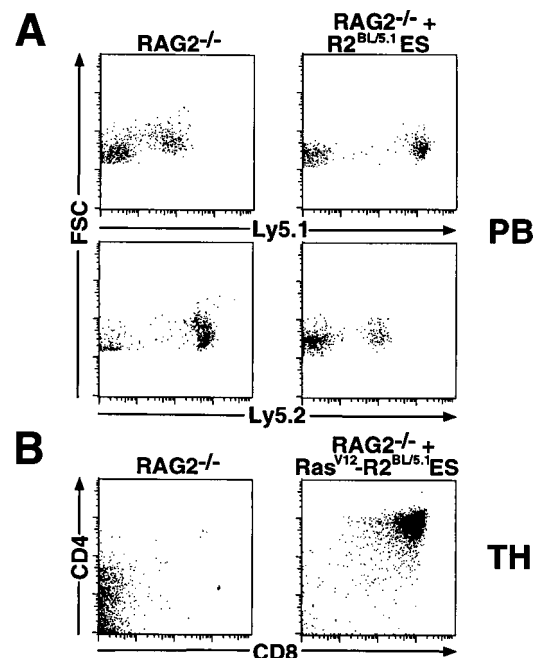 A
RAG2-/-
RAG2-/- +
R2BL/5.1 ES
FSC
Ly5.1
PB
Ly5.2
B
RAG2-/-
RAG2-/- +
RasV12-R2BL/5.1ES
CD4
TH
CD8